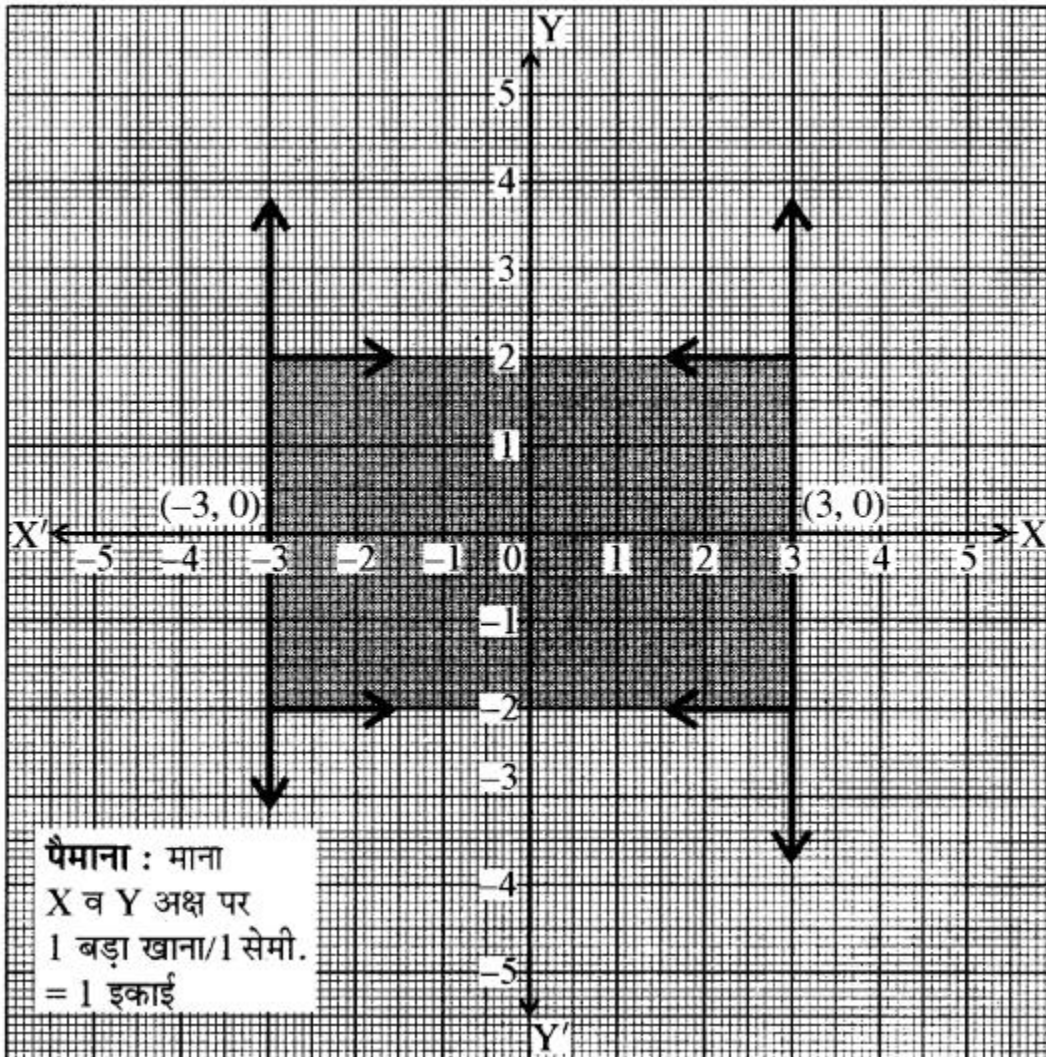 Y
5
4
3
2
1
(–3, 0) (3, 0)
X′ X
–5 –4 –3 –2 –1 0 1 2 3 4 5
–1
–2
–3
–4
–5
Y′
पैमाना : माना
X व Y अक्ष पर
1 बड़ा खाना/1 सेमी.
= 1 इकाई